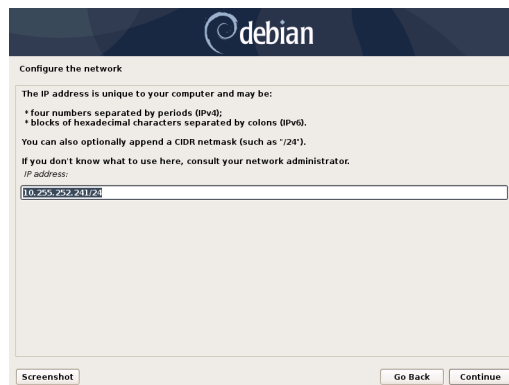 debian
Configure the network
The IP address is unique to your computer and may be:
* four numbers separated by periods (IPv4);
* blocks of hexadecimal characters separated by colons (IPv6).
You can also optionally append a CIDR netmask (such as "/24").
If you don't know what to use here, consult your network administrator.
IP address:
10.255.252.241/24
Screenshot
Go Back
Continue